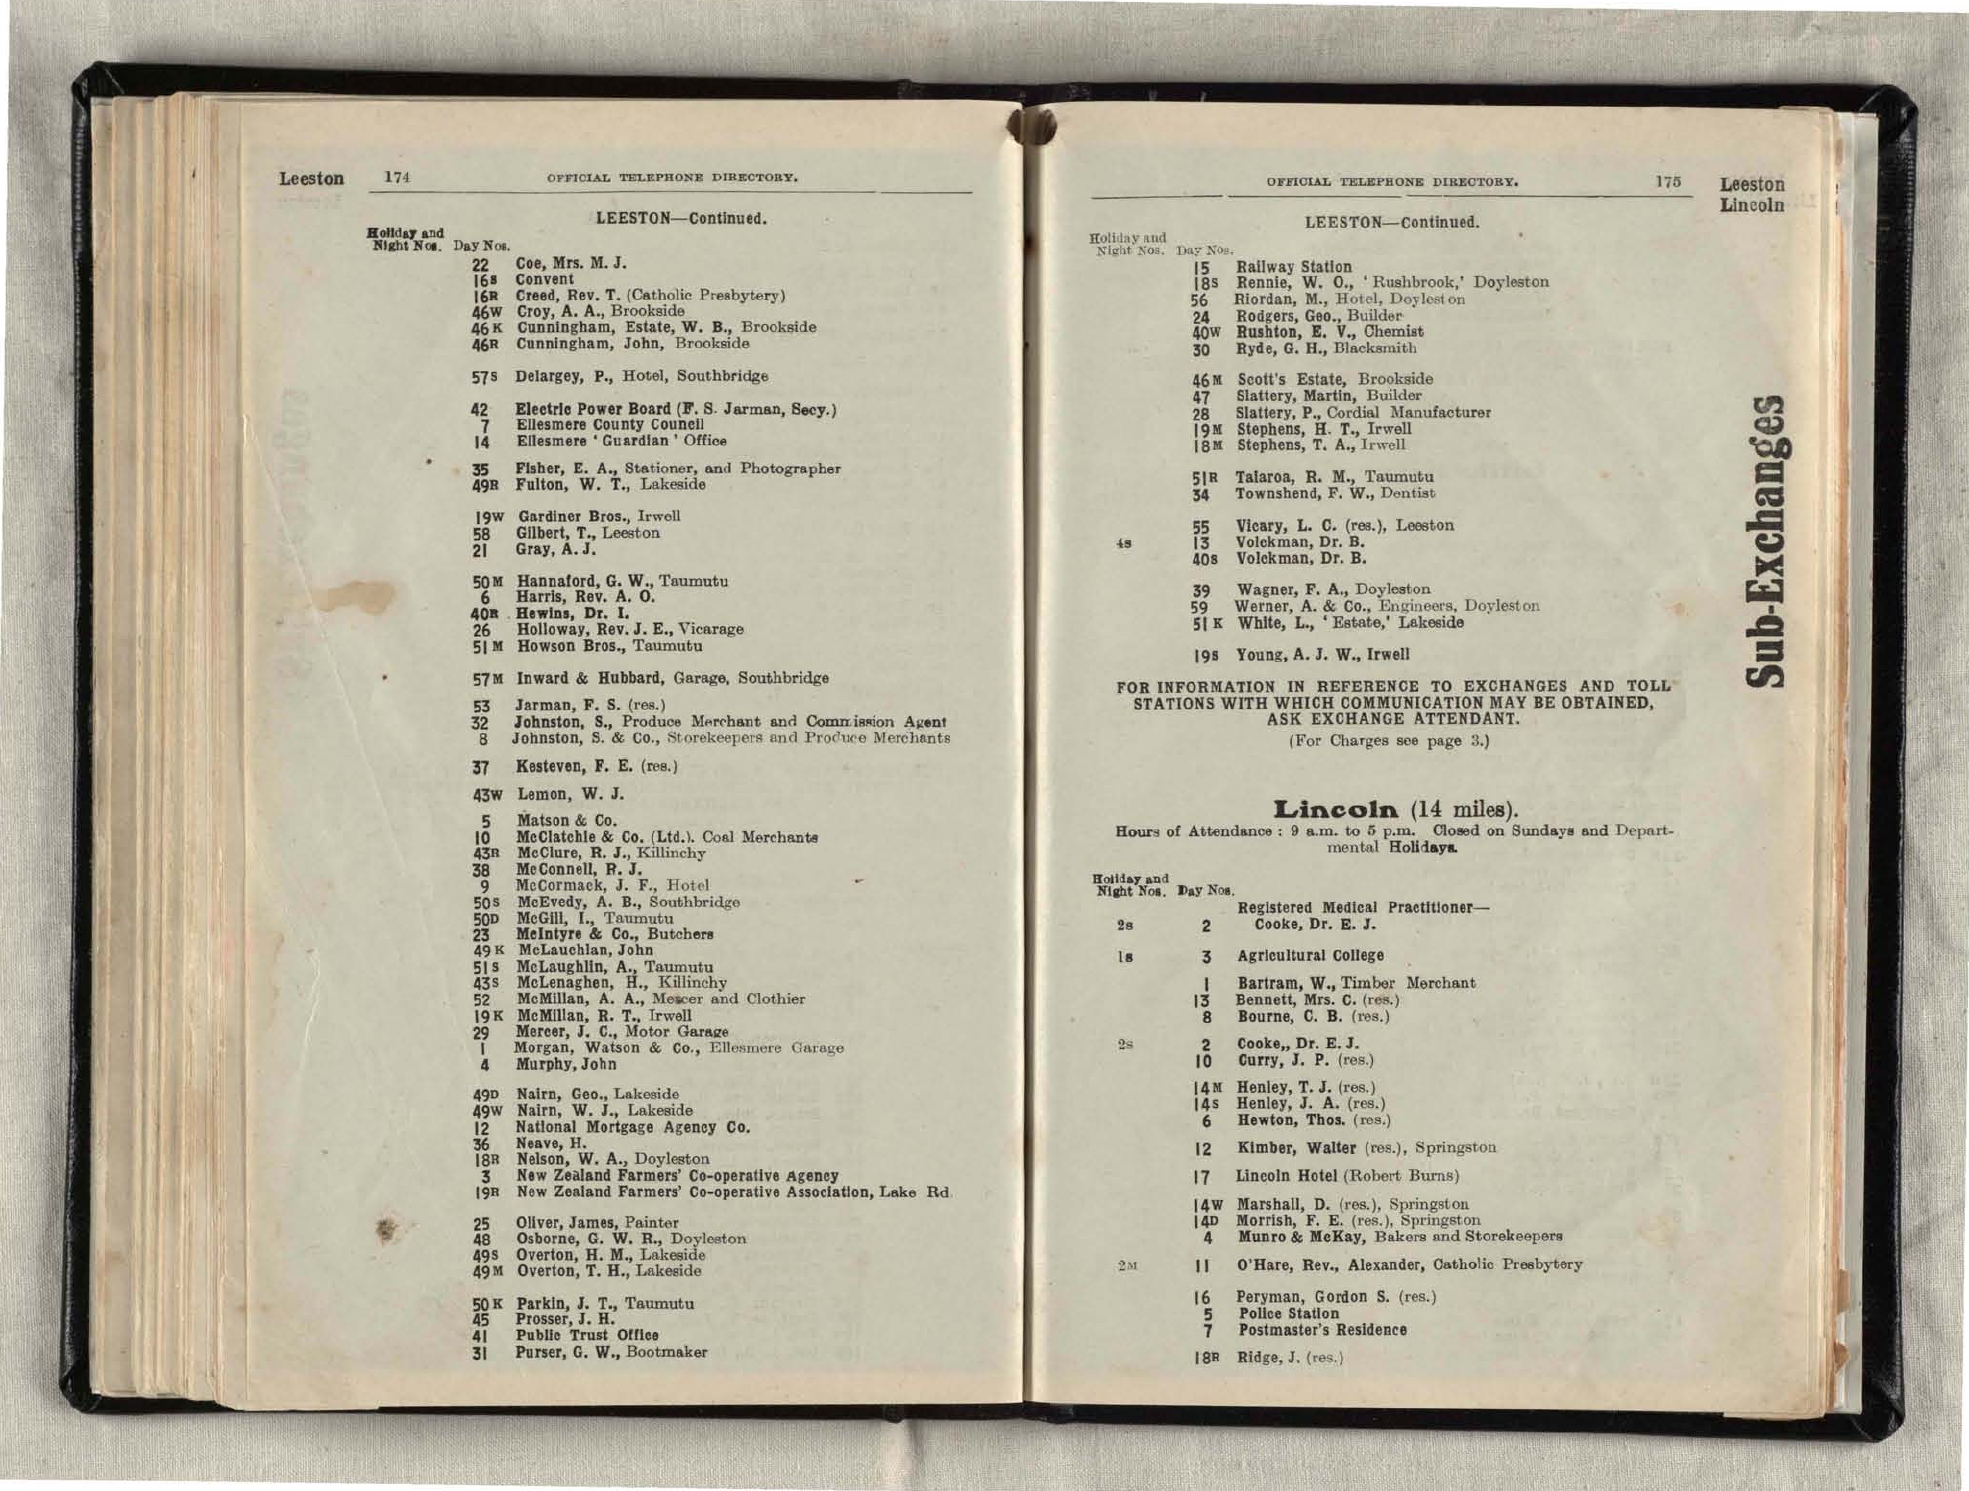 Leeston 174 OFFICIAL TELEPHONE DIRECTORY.
LEESTON—Continued.
Holiday and
Night Nos. Day Nos.
22 Coe, Mrs. M. J.
16S Convent
16R Creed, Rev. T. (Catholic Presbytery)
46W Croy, A. A., Brookside
46K Cunningham, Estate, W. B., Brookside
46R Cunningham, John, Brookside
57S Delargey, P., Hotel, Southbridge
42 Electric Power Board (F. S. Jarman, Secy.)
7 Ellesmere County Council
14 Ellesmere ' Guardian ' Office
35 Fisher, E. A., Stationer, and Photographer
49R Fulton, W. T., Lakeside
19W Gardiner Bros., Irwell
58 Gilbert, T., Leeston
21 Gray, A. J.
50M Hannaford, G. W., Taumutu
6 Harris, Rev. A. O.
40R Hewins, Dr. I.
26 Holloway, Rev. J. E., Vicarage
51M Howson Bros., Taumutu
57M Inward & Hubbard, Garage, Southbridge
53 Jarman, F. S. (res.)
32 Johnston, S., Produce Merchant and Commission Agent
8 Johnston, S. & Co., Storekeepers and Produce Merchants
37 Kesteven, F. E. (res.)
43W Lemon, W. J.
5 Matson & Co.
10 McClatchie & Co. (Ltd.). Coal Merchants
43R McClure, R. J., Killinchy
38 McConnell, R. J.
9 McCormack, J. F., Hotel
50S McEvedy, A. B., Southbridge
50D McGill, I., Taumutu
23 McIntyre & Co., Butchers
49K McLauchlan, John
51S McLaughlin, A., Taumutu
43S McLenaghen, H., Killinchy
52 McMillan, A. A., Mercer and Clothier
19K McMillan, R. T., Irwell
29 Mercer, J. C., Motor Garage
1 Morgan, Watson & Co., Ellesmere Garage
4 Murphy, John
49D Nairn, Geo., Lakeside
49W Nairn, W. J., Lakeside
12 National Mortgage Agency Co.
36 Neave, H.
18R Nelson, W. A., Doyleston
3 New Zealand Farmers' Co-operative Agency
19R New Zealand Farmers' Co-operative Association, Lake Rd.
25 Oliver, James, Painter
48 Osborne, G. W. R., Doyleston
49S Overton, H. M., Lakeside
49M Overton, T. H., Lakeside
50K Parkin, J. T., Taumutu
45 Prosser, J. H.
41 Public Trust Office
31 Purser, G. W., Bootmaker
OFFICIAL TELEPHONE DIRECTORY. 175 Leeston
Lincoln
LEESTON—Continued.
Holiday and
Night Nos. Day Nos.
15 Railway Station
18S Rennie, W. O., ' Rushbrook,' Doyleston
56 Riordan, M., Hotel, Doyleston
24 Rodgers, Geo., Builder
40W Rushton, E. V., Chemist
30 Ryde, G. H., Blacksmith
46M Scott's Estate, Brookside
47 Slattery, Martin, Builder
28 Slattery, P., Cordial Manufacturer
19M Stephens, H. T., Irwell
18M Stephens, T. A., Irwell
51R Taiaroa, R. M., Taumutu
34 Townshend, F. W., Dentist
55 Vicary, L. C. (res.), Leeston
4S 13 Volckman, Dr. B.
40S Volckman, Dr. B.
39 Wagner, F. A., Doyleston
59 Werner, A. & Co., Engineers, Doyleston
51K White, L., ' Estate,' Lakeside
19S Young, A. J. W., Irwell
FOR INFORMATION IN REFERENCE TO EXCHANGES AND TOLL
STATIONS WITH WHICH COMMUNICATION MAY BE OBTAINED,
ASK EXCHANGE ATTENDANT.
(For Charges see page 3.)
Lincoln (14 miles).
Hours of Attendance : 9 a.m. to 5 p.m. Closed on Sundays and Depart-
mental Holidays.
Holiday and
Night Nos. Day Nos.
Registered Medical Practitioner—
2S 2 Cooke, Dr. E. J.
1S 3 Agricultural College
1 Bartram, W., Timber Merchant
13 Bennett, Mrs. C. (res.)
8 Bourne, C. B. (res.)
2S 2 Cooke,, Dr. E. J.
10 Curry, J. P. (res.)
14M Henley, T. J. (res.)
14S Henley, J. A. (res.)
6 Hewton, Thos. (res.)
12 Kimber, Walter (res.), Springston
17 Lincoln Hotel (Robert Burns)
14W Marshall, D. (res.), Springston
14D Morrish, F. E. (res.), Springston
4 Munro & McKay, Bakers and Storekeepers
2M 11 O'Hare, Rev., Alexander, Catholic Presbytery
16 Peryman, Gordon S. (res.)
5 Police Station
7 Postmaster's Residence
18R Ridge, J. (res.)
Sub-Exchanges